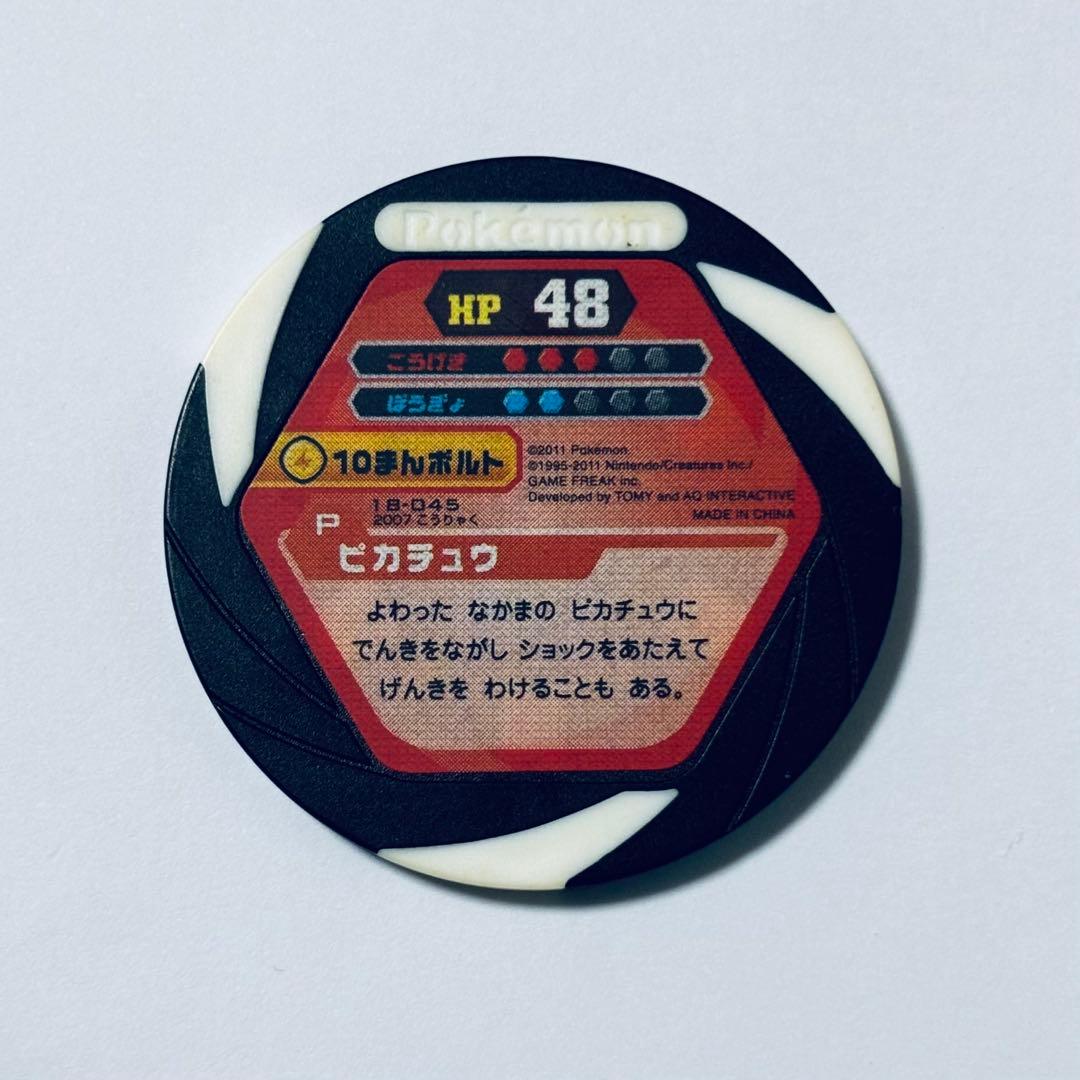 Pokémon
HP 48
こうげき
ぼうぎょ
10まんボルト
©2011 Pokémon
©1995-2011 Nintendo/Creatures Inc./
GAME FREAK inc.
Developed by TOMY and AQ INTERACTIVE
MADE IN CHINA
18-045
2007 こうりゃく
P
ピカチュウ
よわった なかまの ピカチュウに
でんきをながし ショックをあたえて
げんきを わけることも ある。